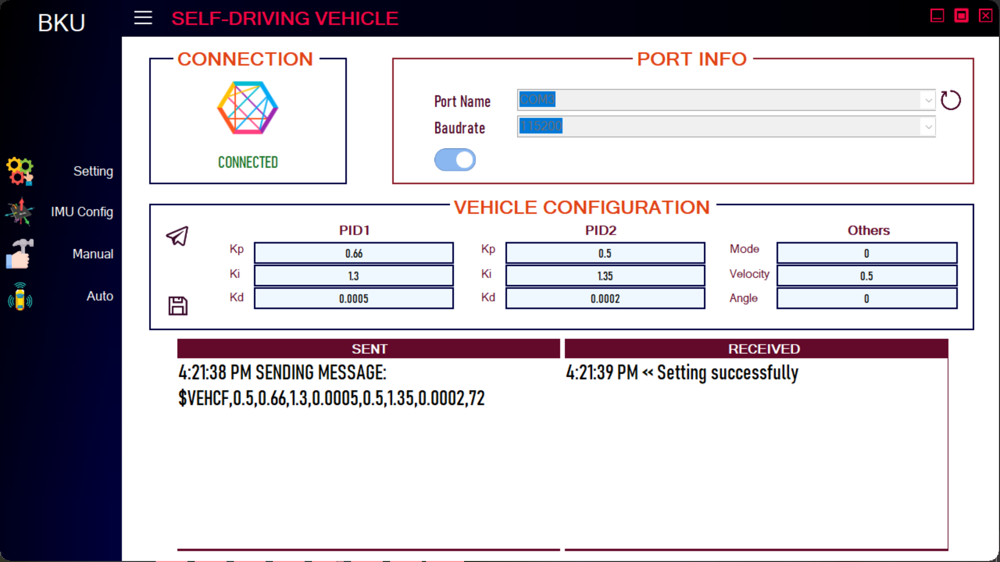 BKU
SELF-DRIVING VEHICLE
Setting
IMU Config
Manual
Auto
CONNECTION
CONNECTED
PORT INFO
Port Name
COM3
Baudrate
115200
VEHICLE CONFIGURATION
PID1
Kp
0.66
Ki
1.3
Kd
0.0005
PID2
Kp
0.5
Ki
1.35
Kd
0.0002
Others
Mode
0
Velocity
0.5
Angle
0
SENT
4:21:38 PM SENDING MESSAGE:
$VEHCF,0.5,0.66,1.3,0.0005,0.5,1.35,0.0002,72
RECEIVED
4:21:39 PM << Setting successfully